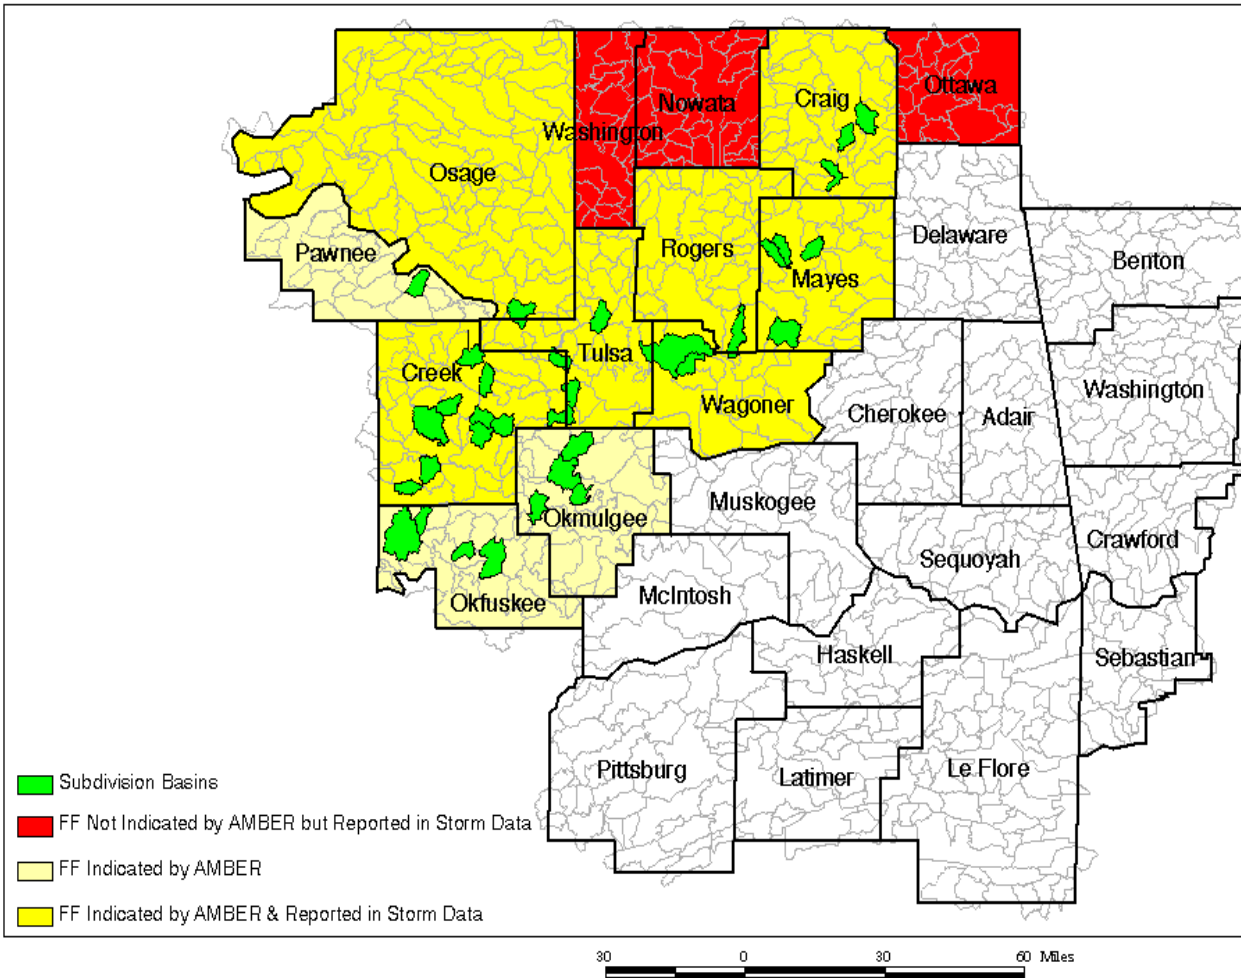 Ottawa
Craig
Nowata
Washington
Osage
Delaware
Rogers
Pawnee
Benton
Mayes
Tulsa
Creek
Washington
Wagoner
Cherokee
Adair
Muskogee
Okmulgee
Crawford
Sequoyah
McIntosh
Okfuskee
Haskell
Sebastian
Pittsburg
Latimer
Le Flore
Subdivision Basins
FF Not Indicated by AMBER but Reported in Storm Data
FF Indicated by AMBER
FF Indicated by AMBER & Reported in Storm Data
30 0 30 60 Miles